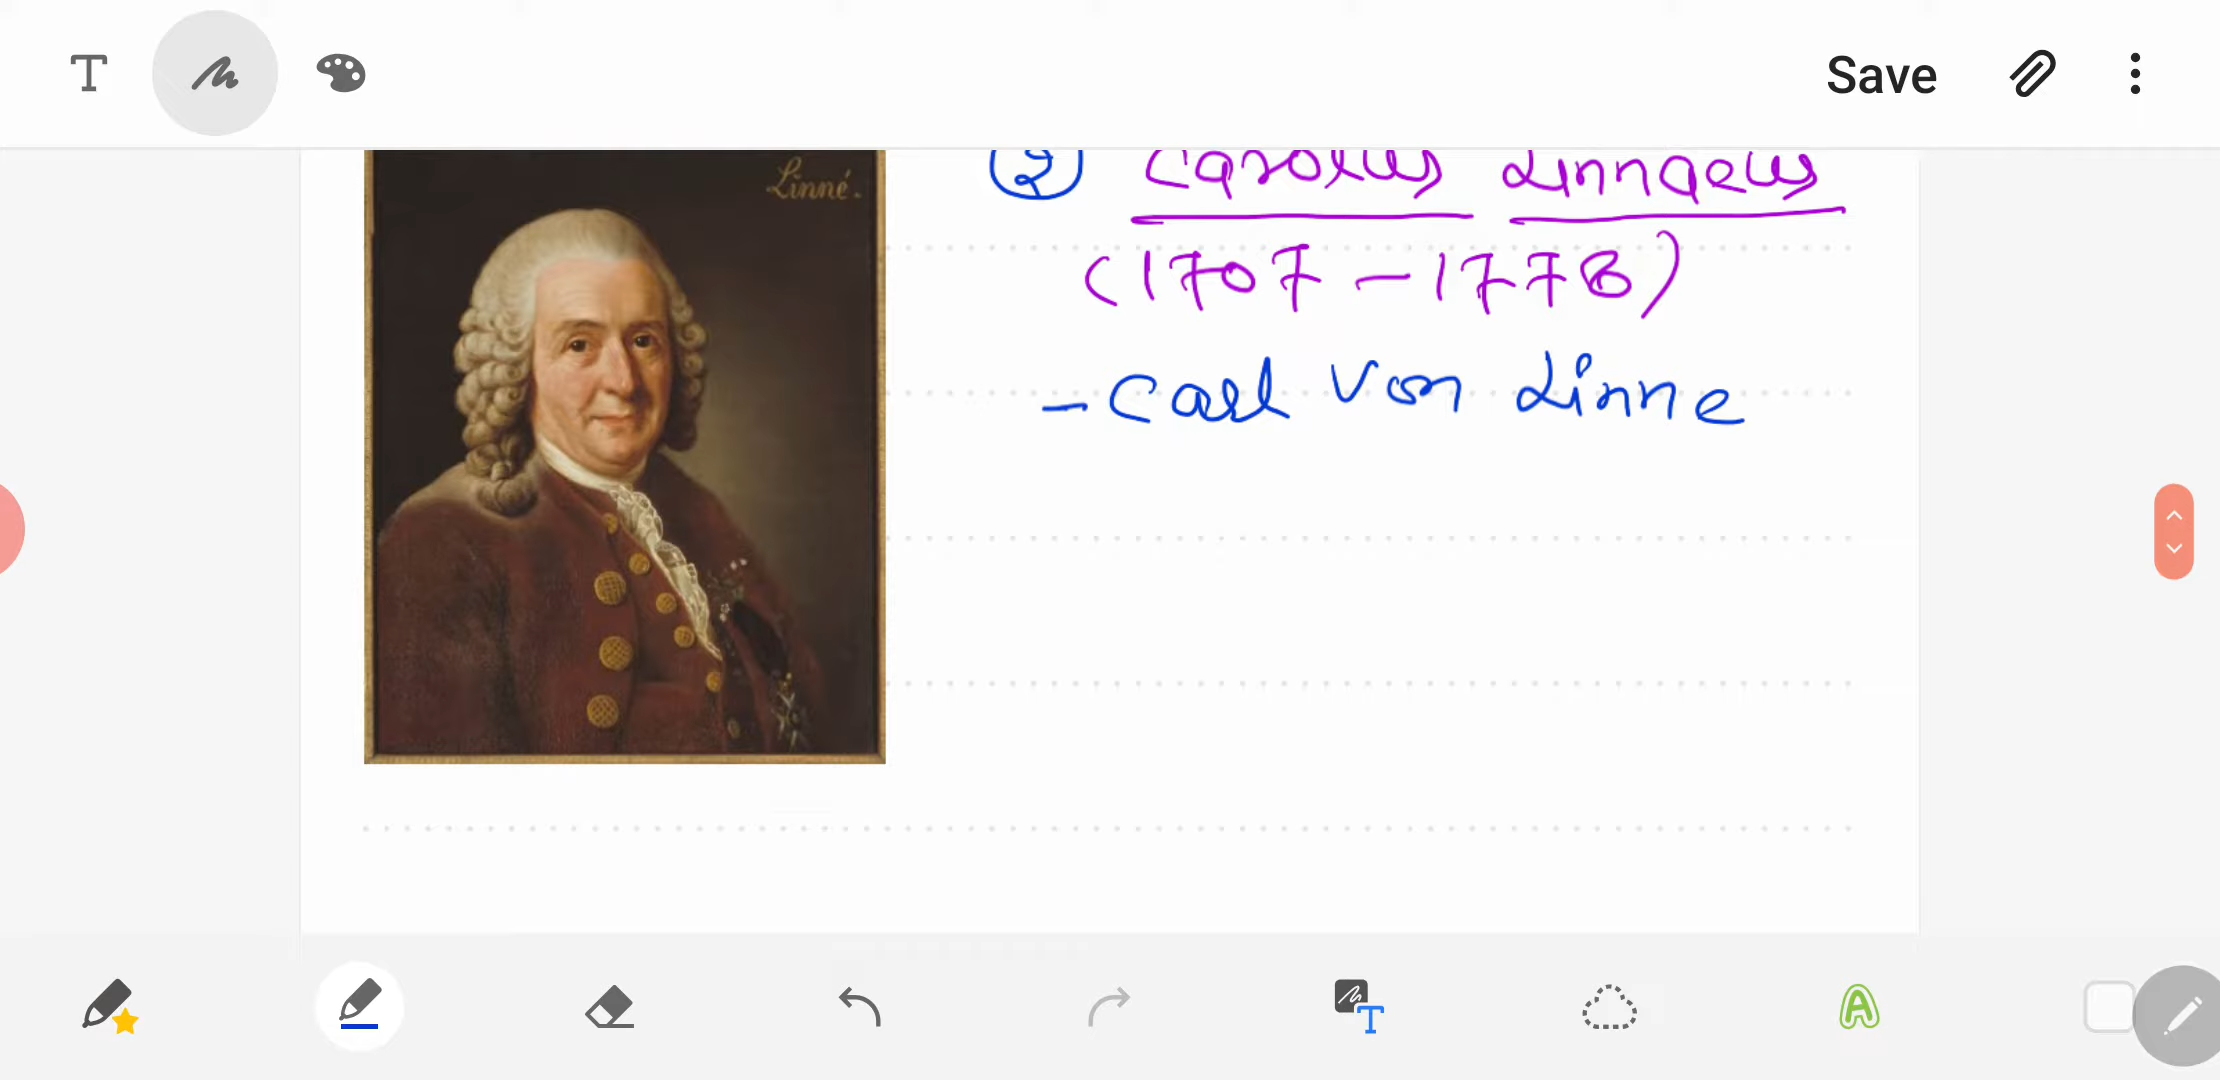 T
Save
Linné.
2 Carolus Linnaeus
(1707 - 1778)
- Carl Von Linne
T
A